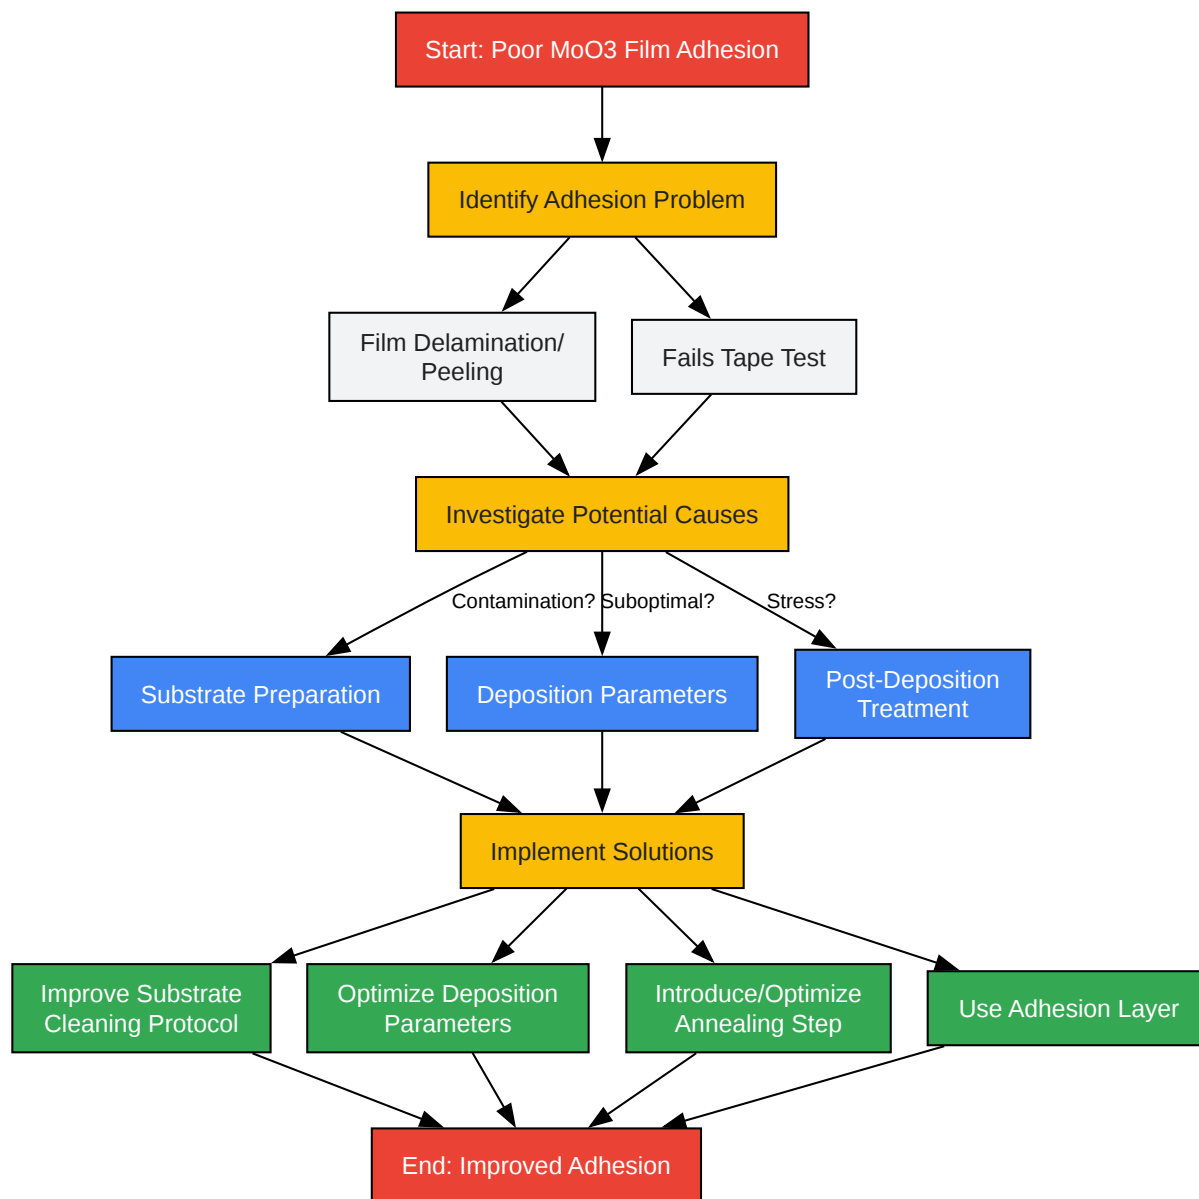 Start: Poor MoO3 Film Adhesion
Identify Adhesion Problem
Film Delamination/
Peeling
Fails Tape Test
Investigate Potential Causes
Contamination?
Suboptimal?
Stress?
Substrate Preparation
Deposition Parameters
Post-Deposition
Treatment
Implement Solutions
Improve Substrate
Cleaning Protocol
Optimize Deposition
Parameters
Introduce/Optimize
Annealing Step
Use Adhesion Layer
End: Improved Adhesion